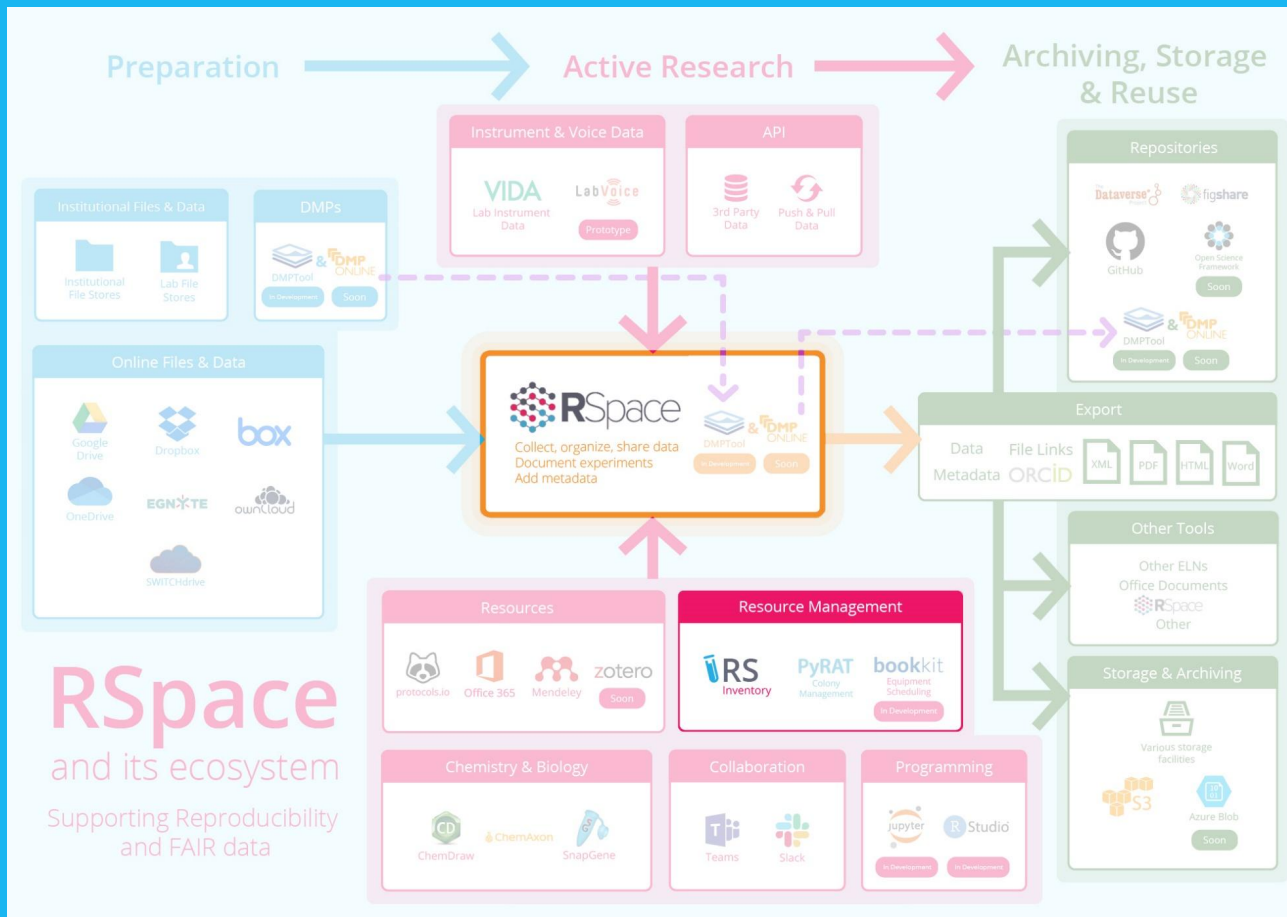 Preparation
Active Research
Archiving, Storage
& Reuse
Institutional Files & Data
Institutional
File Stores
Lab File
Stores
DMPs
DMPTool
&
DMP
ONLINE
In Development
Soon
Online Files & Data
Google
Drive
Dropbox
box
OneDrive
EGNYTE
ownCloud
SWITCHdrive
Instrument & Voice Data
VIDA
Lab Instrument
Data
LabVoice
Prototype
API
3rd Party
Data
Push & Pull
Data
RSpace
Collect, organize, share data
Document experiments
Add metadata
DMPTool
&
DMP
ONLINE
In Development
Soon
Resources
protocols.io
Office 365
Mendeley
zotero
Soon
Resource Management
RS
Inventory
PyRAT
Colony
Management
bookkit
Equipment
Scheduling
In Development
Chemistry & Biology
CD
ChemDraw
ChemAxon
GS
SnapGene
Collaboration
T
Teams
Slack
Programming
jupyter
R Studio
In Development
In Development
Repositories
The
Dataverse
Project
figshare
GitHub
Open Science
Framework
Soon
DMPTool
&
DMP
ONLINE
In Development
Soon
Export
Data
File Links
Metadata
ORCID
XML
PDF
HTML
Word
Other Tools
Other ELNs
Office Documents
RSpace
Other
Storage & Archiving
Various storage
facilities
S3
10
01
Azure Blob
Soon
RSpace
and its ecosystem
Supporting Reproducibility
and FAIR data